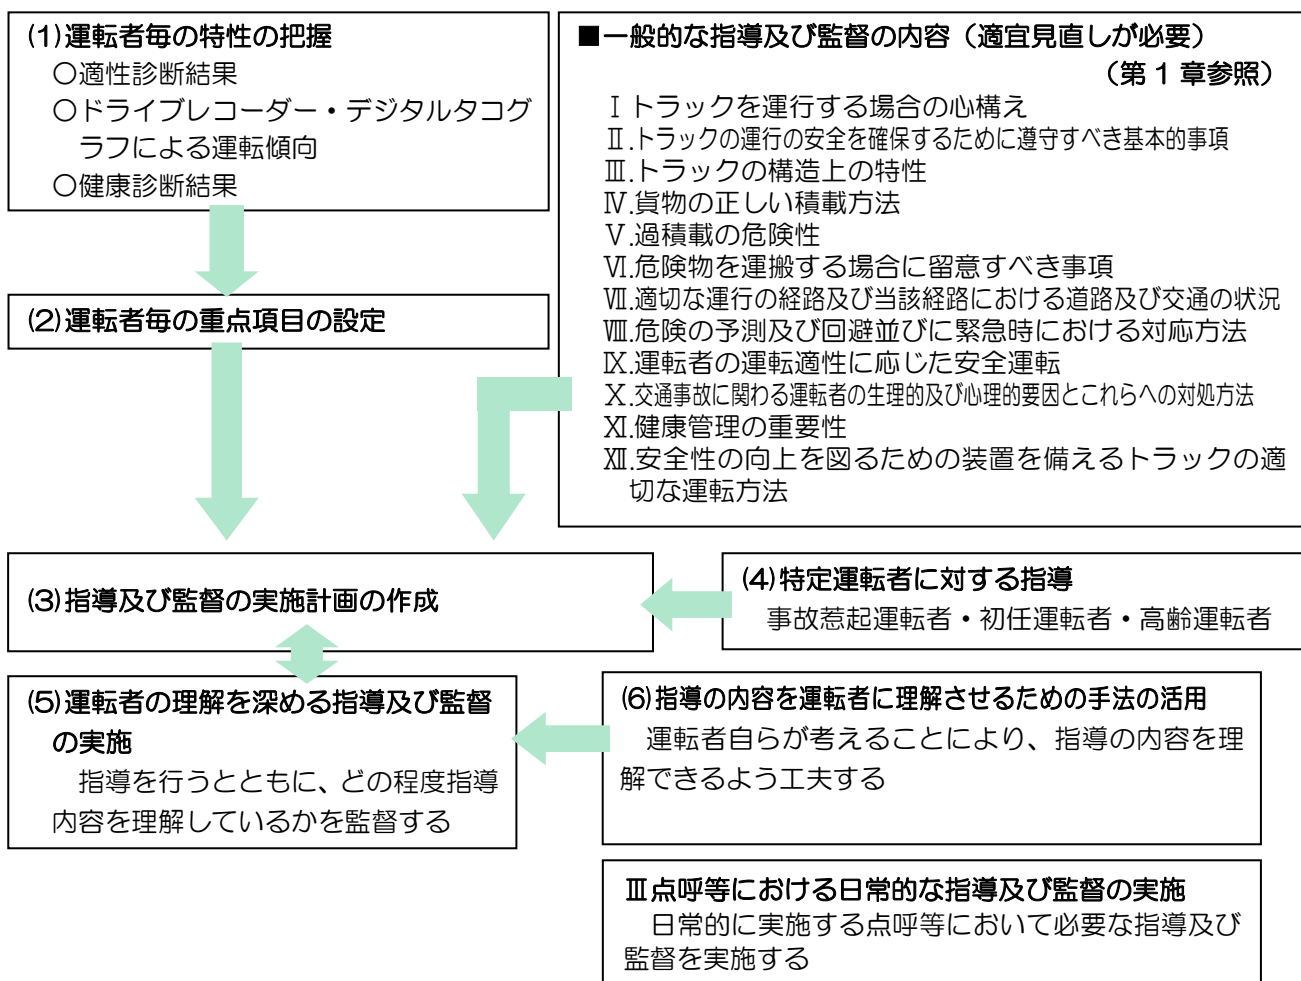 (1)運転者毎の特性の把握
〇適性診断結果
〇ドライブレコーダー・デジタルタコグ
ラフによる運転傾向
〇健康診断結果
(2)運転者毎の重点項目の設定
■一般的な指導及び監督の内容（適宜見直しが必要）
（第1章参照）
Ⅰトラックを運行する場合の心構え
Ⅱ.トラックの運行の安全を確保するために遵守すべき基本的事項
Ⅲ.トラックの構造上の特性
Ⅳ.貨物の正しい積載方法
Ⅴ.過積載の危険性
Ⅵ.危険物を運搬する場合に留意すべき事項
Ⅶ.適切な運行の経路及び当該経路における道路及び交通の状況
Ⅷ.危険の予測及び回避並びに緊急時における対応方法
Ⅸ.運転者の運転適性に応じた安全運転
Ⅹ.交通事故に関わる運転者の生理的及び心理的要因とこれらへの対処方法
Ⅺ.健康管理の重要性
Ⅻ.安全性の向上を図るための装置を備えるトラックの適
切な運転方法
(3)指導及び監督の実施計画の作成
(4)特定運転者に対する指導
事故惹起運転者・初任運転者・高齢運転者
(5)運転者の理解を深める指導及び監督
の実施
指導を行うとともに、どの程度指導
内容を理解しているかを監督する
(6)指導の内容を運転者に理解させるための手法の活用
運転者自らが考えることにより、指導の内容を理
解できるよう工夫する
Ⅲ点呼等における日常的な指導及び監督の実施
日常的に実施する点呼等において必要な指導及び
監督を実施する